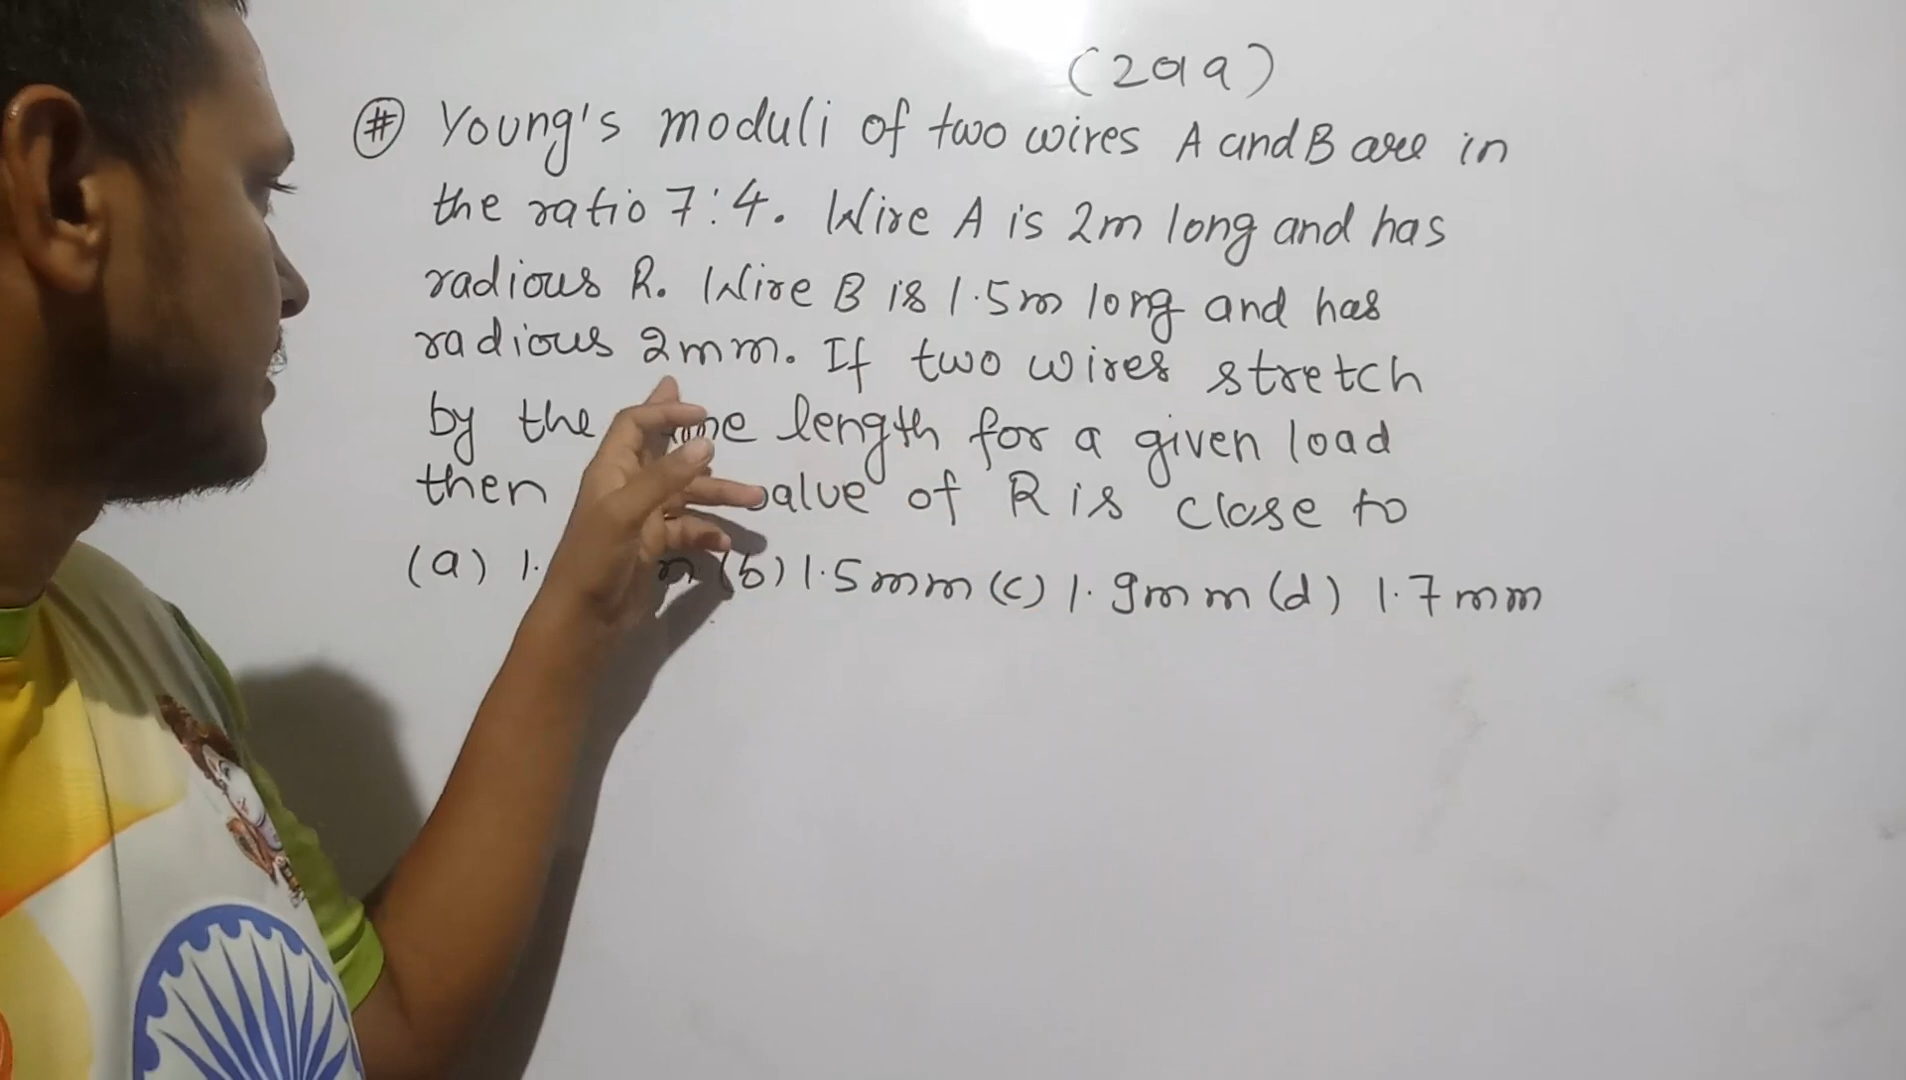 (2019)
# Young's moduli of two wires A and B are in
the ratio 7:4. Wire A is 2m long and has
radious R. Wire B is 1.5m long and has
radious 2mm. If two wires stretch
by the length for a given load
then value of R is close to
(a) 1. (b) 1.5mm (c) 1.9mm (d) 1.7mm